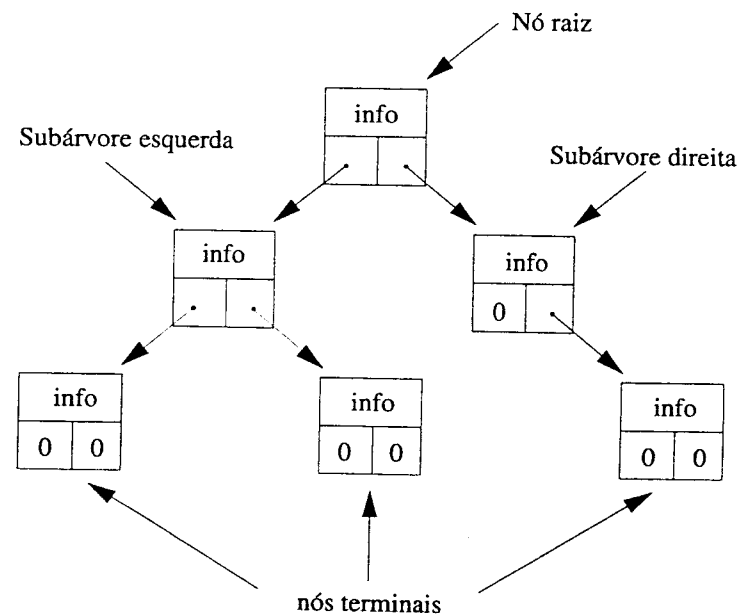 Nó raiz
info
Subárvore esquerda
Subárvore direita
info
info
0
info
0 0
info
0 0
info
0 0
nós terminais